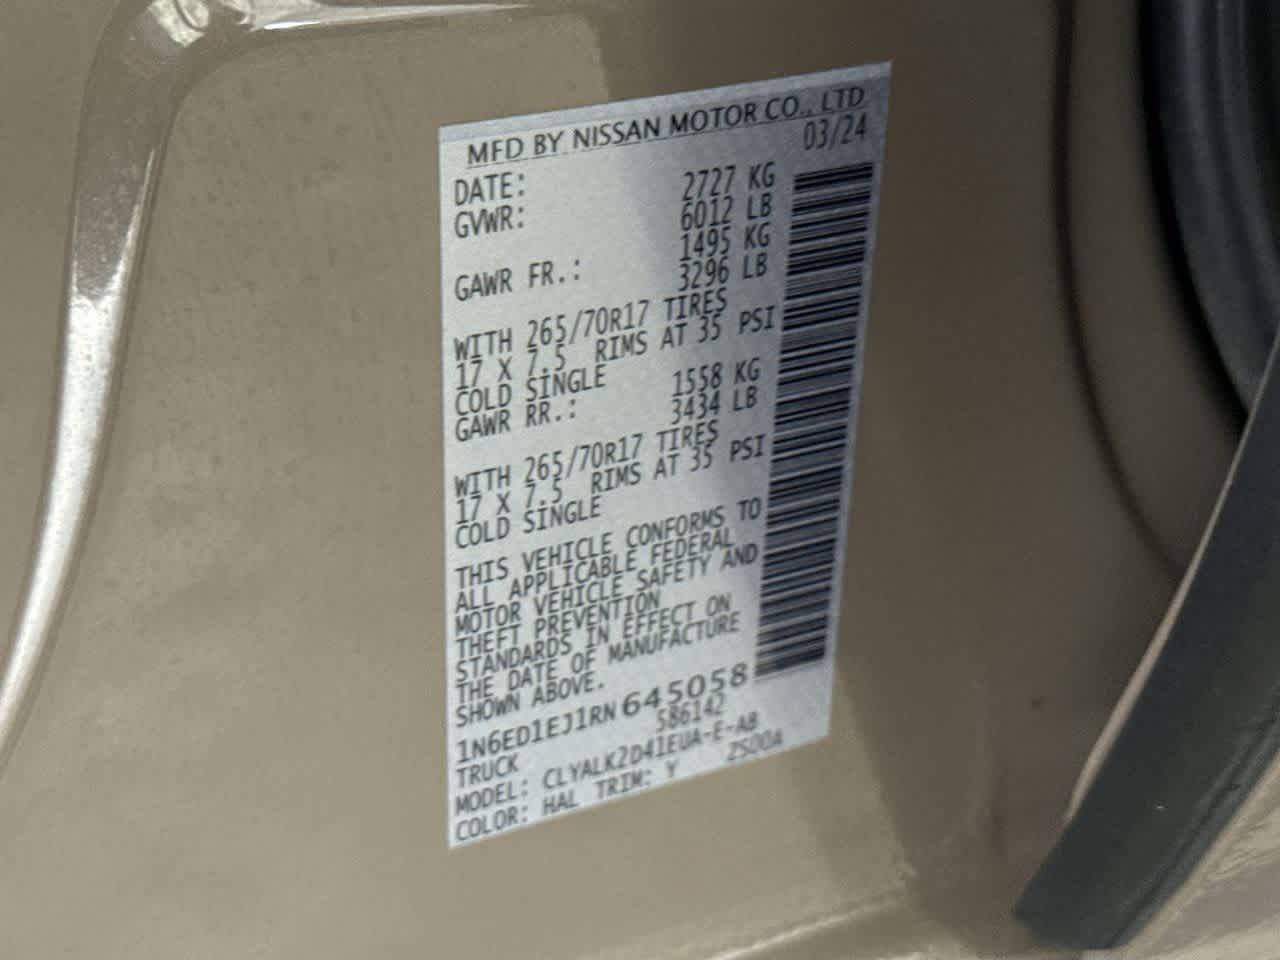 MFD BY NISSAN MOTOR CO., LTD
DATE: 03/24
GVWR: 2727 KG
6012 LB
GAWR FR.: 1495 KG
3296 LB
WITH 265/70R17 TIRES
17 X 7.5 RIMS AT 35 PSI
COLD SINGLE
GAWR RR.: 1558 KG
3434 LB
WITH 265/70R17 TIRES
17 X 7.5 RIMS AT 35 PSI
COLD SINGLE
THIS VEHICLE CONFORMS TO
ALL APPLICABLE FEDERAL
MOTOR VEHICLE SAFETY AND
THEFT PREVENTION
STANDARDS IN EFFECT ON
THE DATE OF MANUFACTURE
SHOWN ABOVE.
1N6ED1EJ1RN645058
TRUCK 586142
MODEL: CLYALK2D41EUA-E-AB
COLOR: HAL TRIM: Y ZS00A